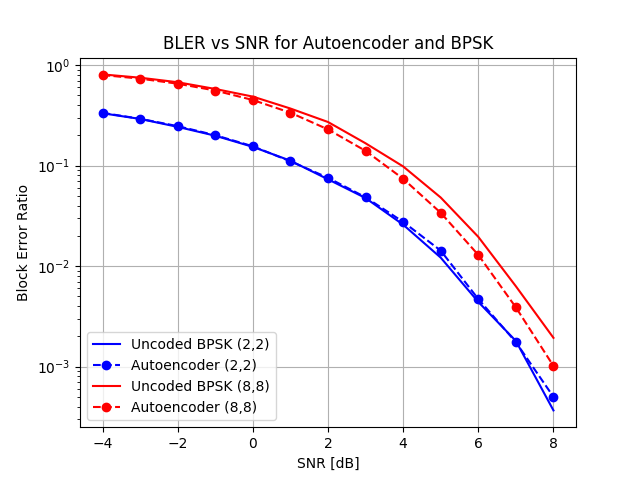 BLER vs SNR for Autoencoder and BPSK
Block Error Ratio
10⁰
10⁻¹
10⁻²
10⁻³
Uncoded BPSK (2,2)
Autoencoder (2,2)
Uncoded BPSK (8,8)
Autoencoder (8,8)
−4 −2 0 2 4 6 8
SNR [dB]